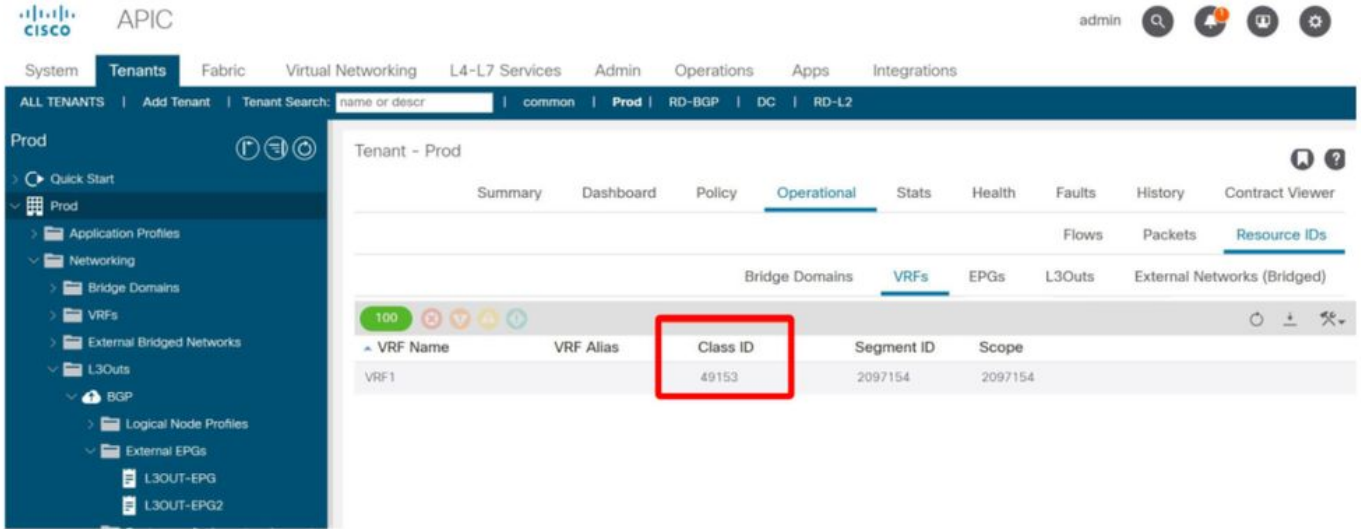 CISCO APIC admin 1
System Tenants Fabric Virtual Networking L4-L7 Services Admin Operations Apps Integrations
ALL TENANTS | Add Tenant | Tenant Search: name or descr | common | Prod | RD-BGP | DC | RD-L2
Prod
Quick Start
Prod
Application Profiles
Networking
Bridge Domains
VRFs
External Bridged Networks
L3Outs
BGP
Logical Node Profiles
External EPGs
L3OUT-EPG
L3OUT-EPG2
Tenant - Prod
Summary Dashboard Policy Operational Stats Health Faults History Contract Viewer
Flows Packets Resource IDs
Bridge Domains VRFs EPGs L3Outs External Networks (Bridged)
100
VRF Name VRF Alias Class ID Segment ID Scope
VRF1 49153 2097154 2097154